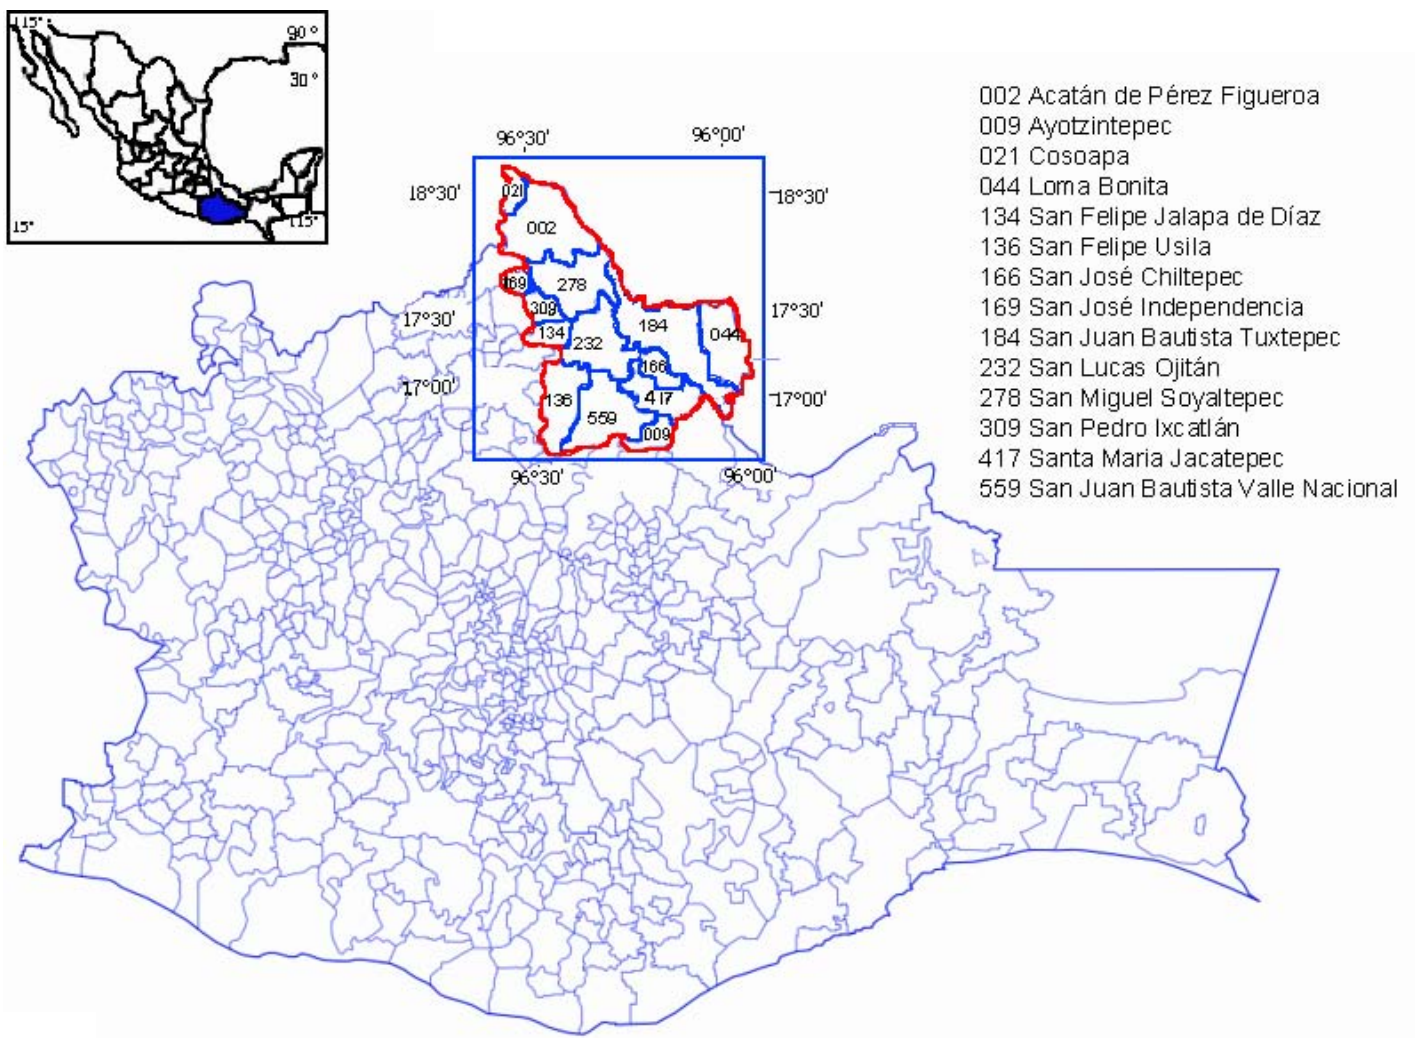 115°
90°
30°
15°
115°
002 Acatán de Pérez Figueroa
009 Ayotzintepec
021 Cosoapa
044 Loma Bonita
134 San Felipe Jalapa de Díaz
136 San Felipe Usila
166 San José Chiltepec
169 San José Independencia
184 San Juan Bautista Tuxtepec
232 San Lucas Ojitán
278 San Miguel Soyaltepec
309 San Pedro Ixcatlán
417 Santa Maria Jacatepec
559 San Juan Bautista Valle Nacional
96°30' 96°00'
18°30' 18°30'
021
002
169 278
309
17°30' 17°30'
184
134 044
232
166
17°00' 17°00'
136 417
559
009
96°30' 96°00'